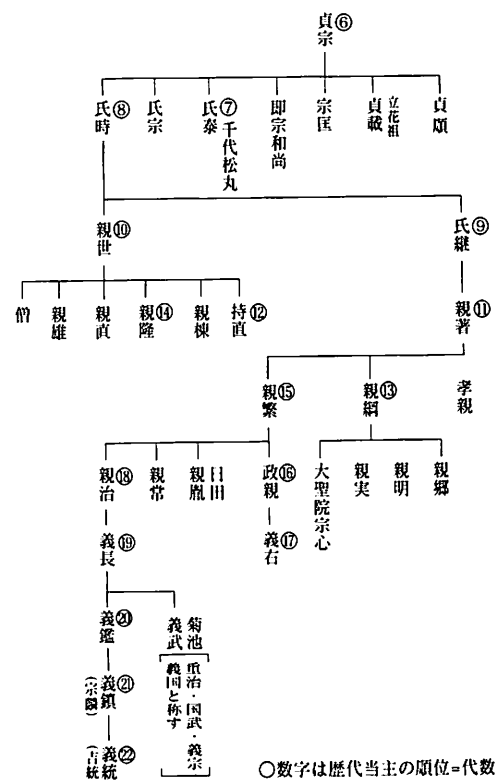 貞宗⑥
貞頼
貞載 立花祖
宗匡
即宗和尚
氏泰⑦千代松丸
氏宗
氏時⑧
氏継⑨
親世⑩
親著⑪
持直⑫
親棟
親隆⑭
親直
親雄
僧
孝親
親綱⑬
親繁⑮
親郷
親明
親実
大聖院宗心
政親⑯
日田
親胤
親常
親治⑱
義右⑰
義長⑲
菊池
義武
重治・国武・義宗
義国と称す
義鑑⑳
義鎮㉑
(宗麟)
義統㉒
(吉統)
○数字は歴代当主の順位=代数